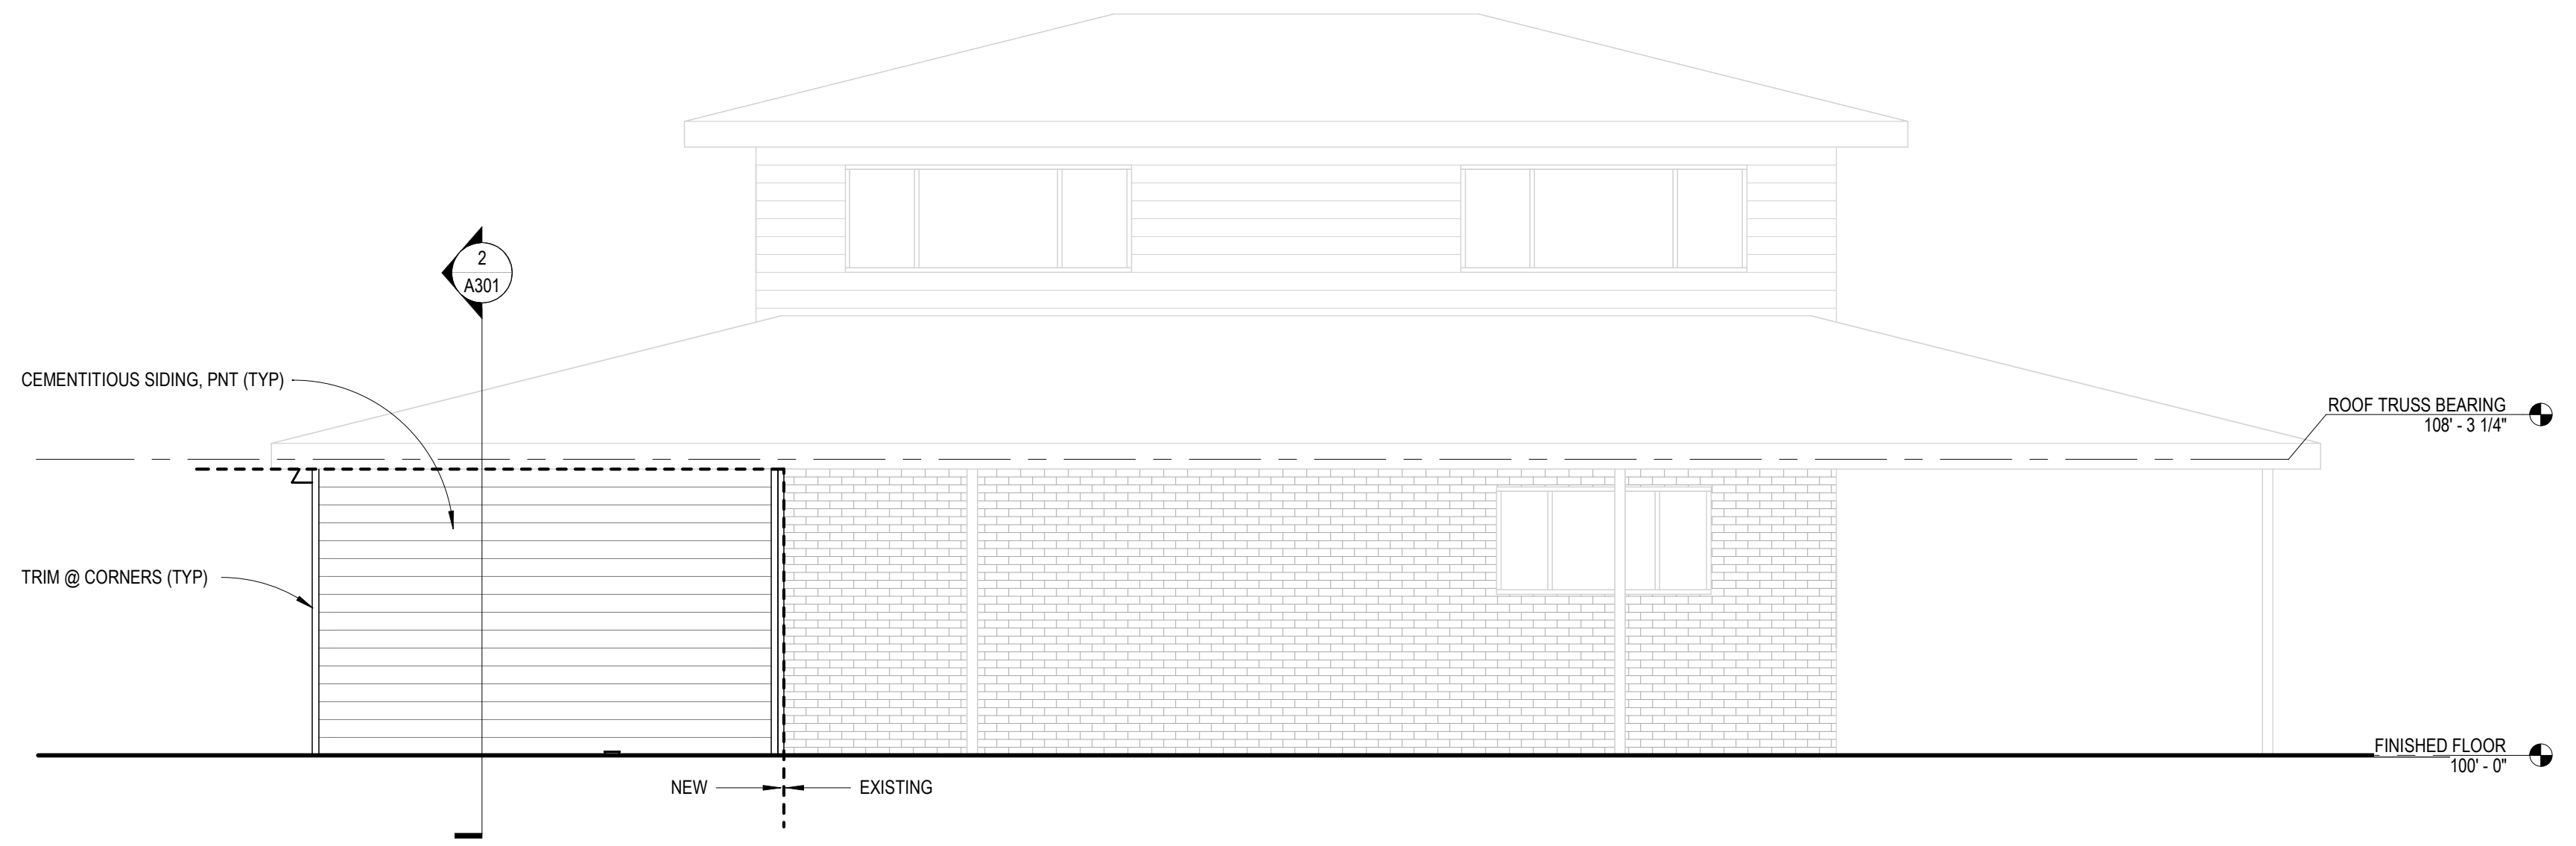 2
A301
CEMENTITIOUS SIDING, PNT (TYP)
ROOF TRUSS BEARING
108' - 3 1/4"
TRIM @ CORNERS (TYP)
FINISHED FLOOR
100' - 0"
NEW
EXISTING